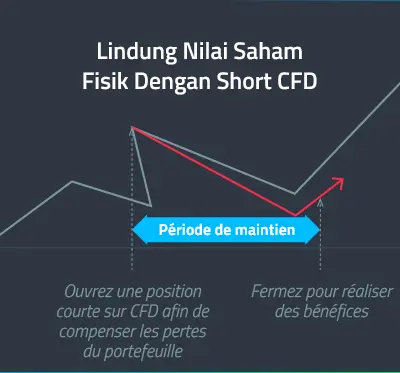 Lindung Nilai Saham
Fisik Dengan Short CFD
Période de maintien
Ouvrez une position
courte sur CFD afin de
compenser les pertes
du portefeuille
Fermez pour réaliser
des bénéfices